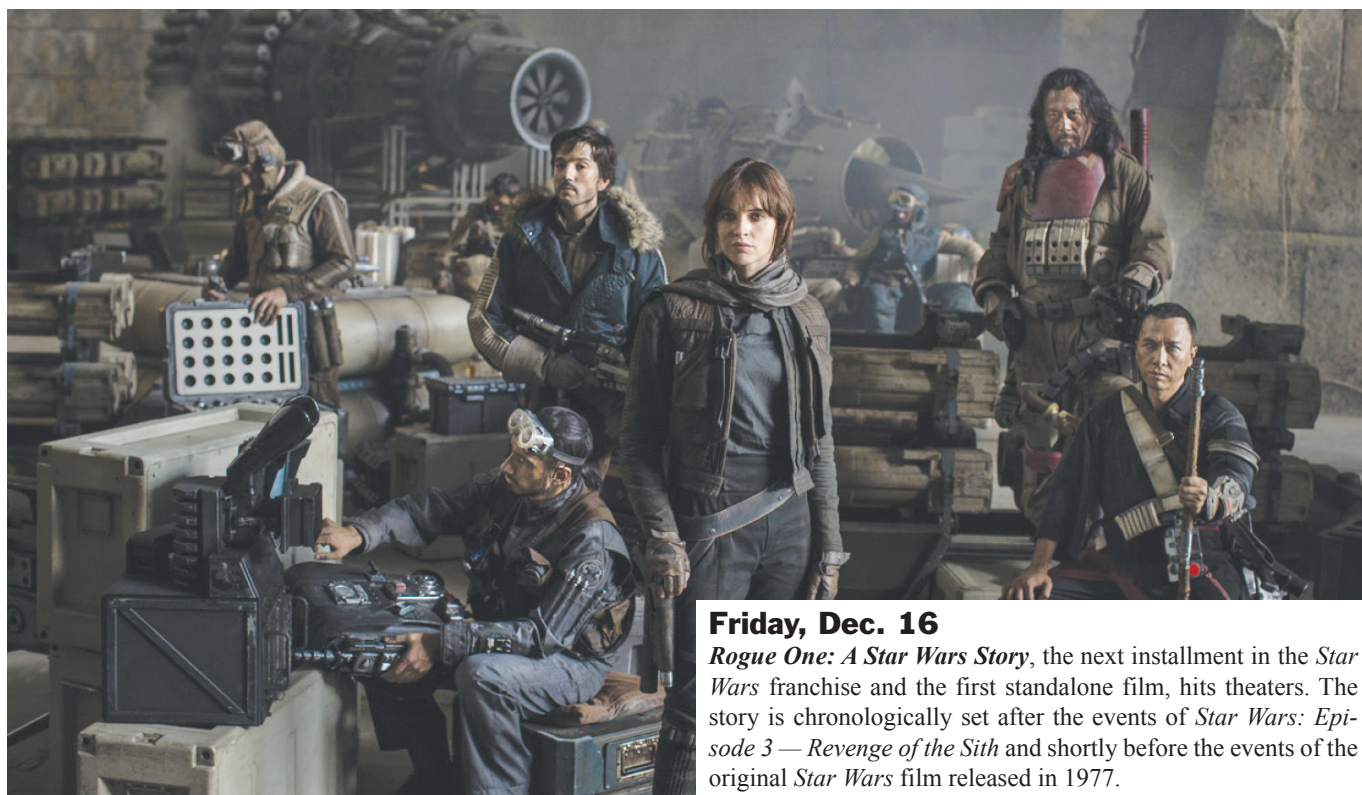 Friday, Dec. 16
Rogue One: A Star Wars Story, the next installment in the Star
Wars franchise and the first standalone film, hits theaters. The
story is chronologically set after the events of Star Wars: Epi-
sode 3 — Revenge of the Sith and shortly before the events of the
original Star Wars film released in 1977.